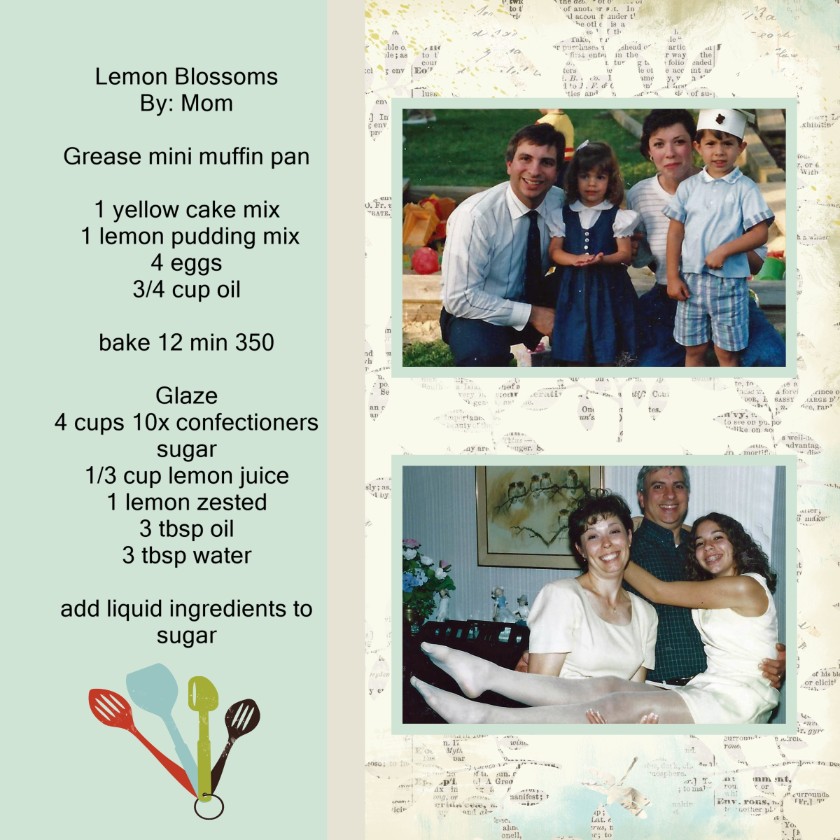 Lemon Blossoms
By: Mom
Grease mini muffin pan
1 yellow cake mix
1 lemon pudding mix
4 eggs
3/4 cup oil
bake 12 min 350
Glaze
4 cups 10x confectioners
sugar
1/3 cup lemon juice
1 lemon zested
3 tbsp oil
3 tbsp water
add liquid ingredients to
sugar